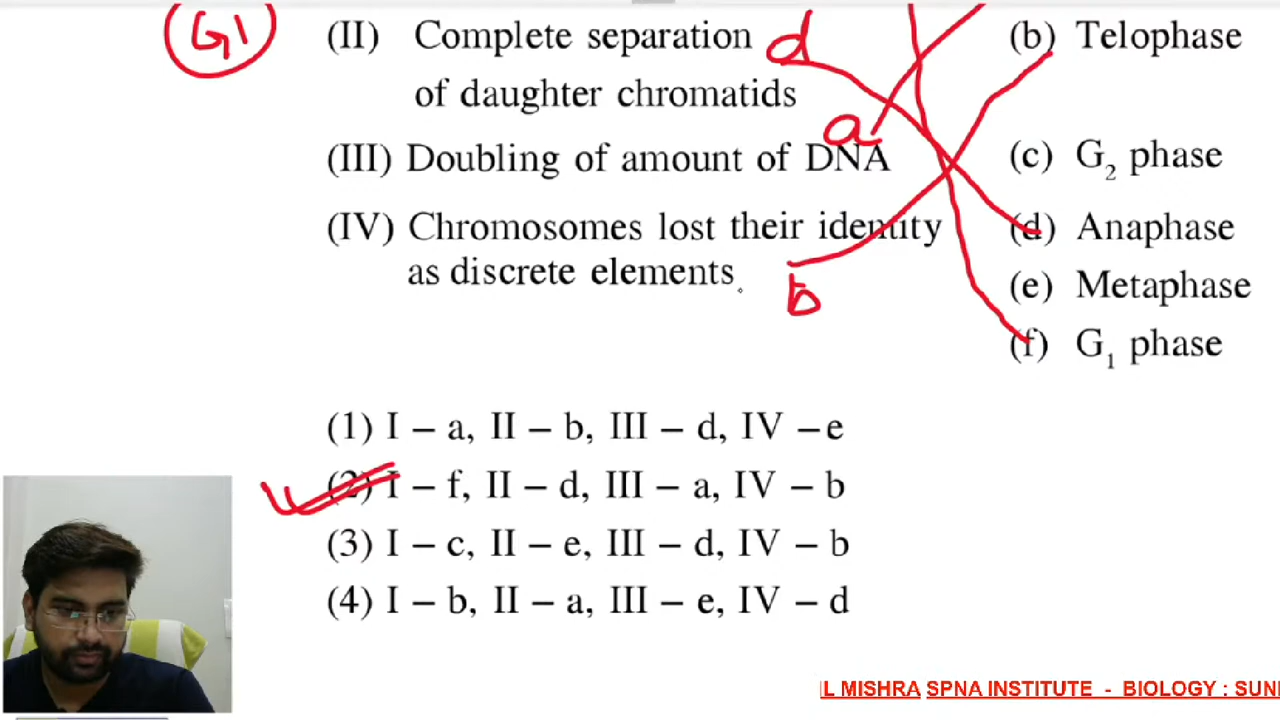 G1
(II) Complete separation d (b) Telophase
of daughter chromatids
a
(III) Doubling of amount of DNA (c) G₂ phase
(IV) Chromosomes lost their identity (d) Anaphase
as discrete elements. b (e) Metaphase
(f) G₁ phase
(1) I – a, II – b, III – d, IV – e
(2) I – f, II – d, III – a, IV – b
(3) I – c, II – e, III – d, IV – b
(4) I – b, II – a, III – e, IV – d
L MISHRA SPNA INSTITUTE - BIOLOGY : SUNI